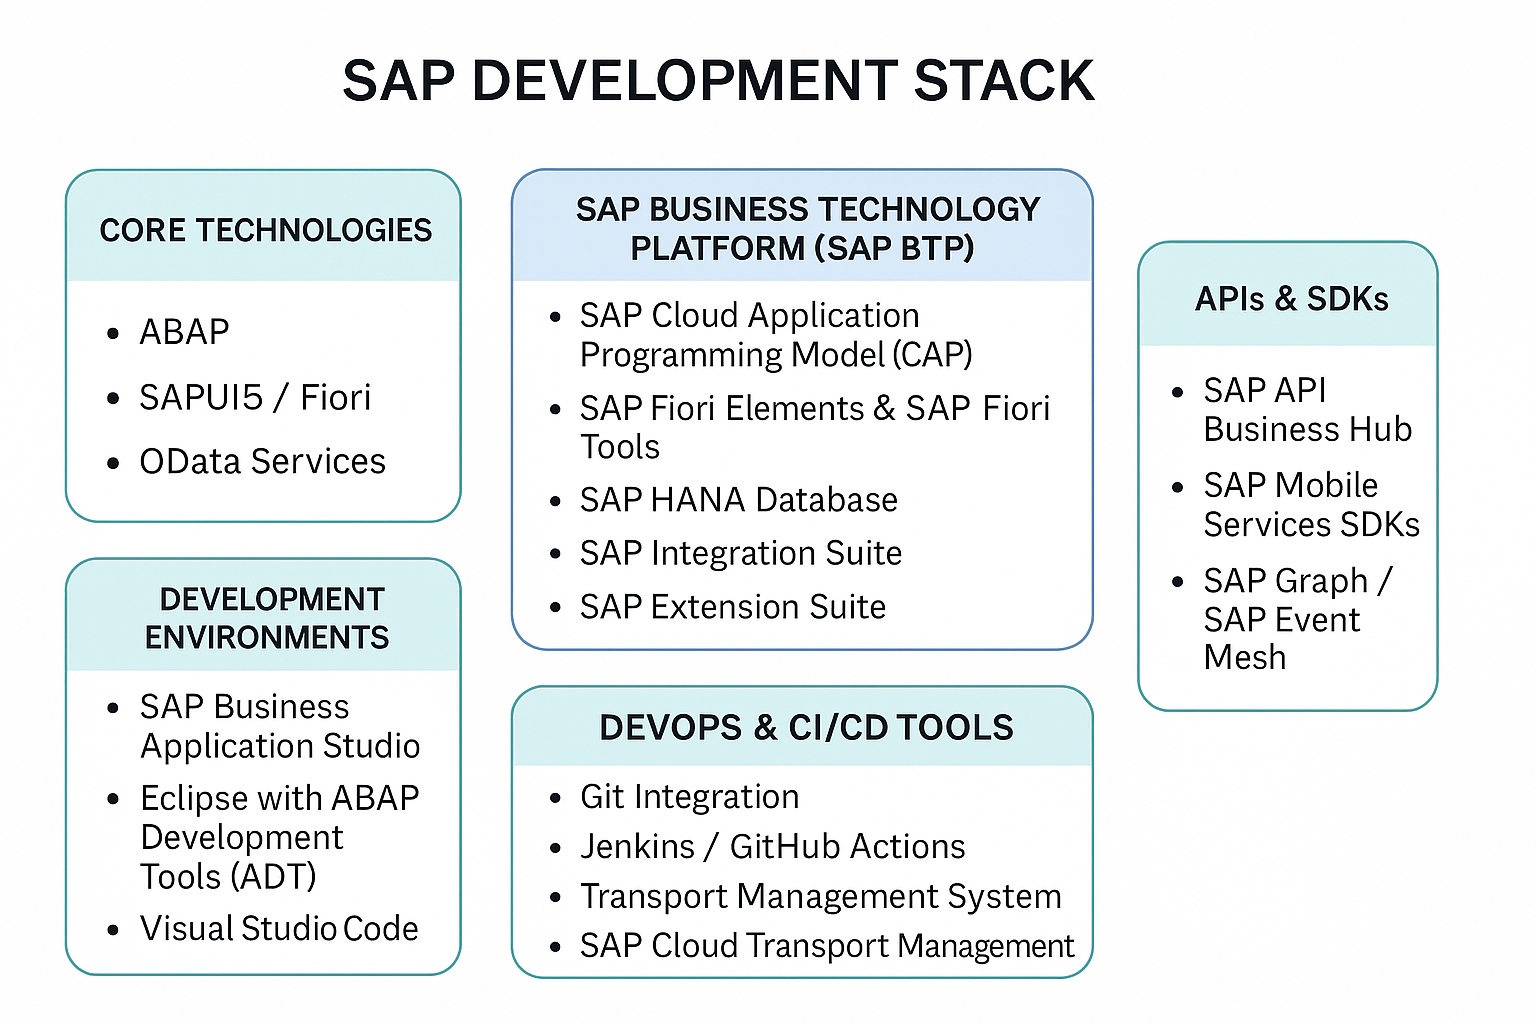 SAP DEVELOPMENT STACK
CORE TECHNOLOGIES
• ABAP
• SAPUI5 / Fiori
• OData Services
DEVELOPMENT
ENVIRONMENTS
• SAP Business
Application Studio
• Eclipse with ABAP
Development
Tools (ADT)
• Visual Studio Code
SAP BUSINESS TECHNOLOGY
PLATFORM (SAP BTP)
• SAP Cloud Application
Programming Model (CAP)
• SAP Fiori Elements & SAP Fiori
Tools
• SAP HANA Database
• SAP Integration Suite
• SAP Extension Suite
DEVOPS & CI/CD TOOLS
• Git Integration
• Jenkins / GitHub Actions
• Transport Management System
• SAP Cloud Transport Management
APIs & SDKs
• SAP API
Business Hub
• SAP Mobile
Services SDKs
• SAP Graph /
SAP Event
Mesh